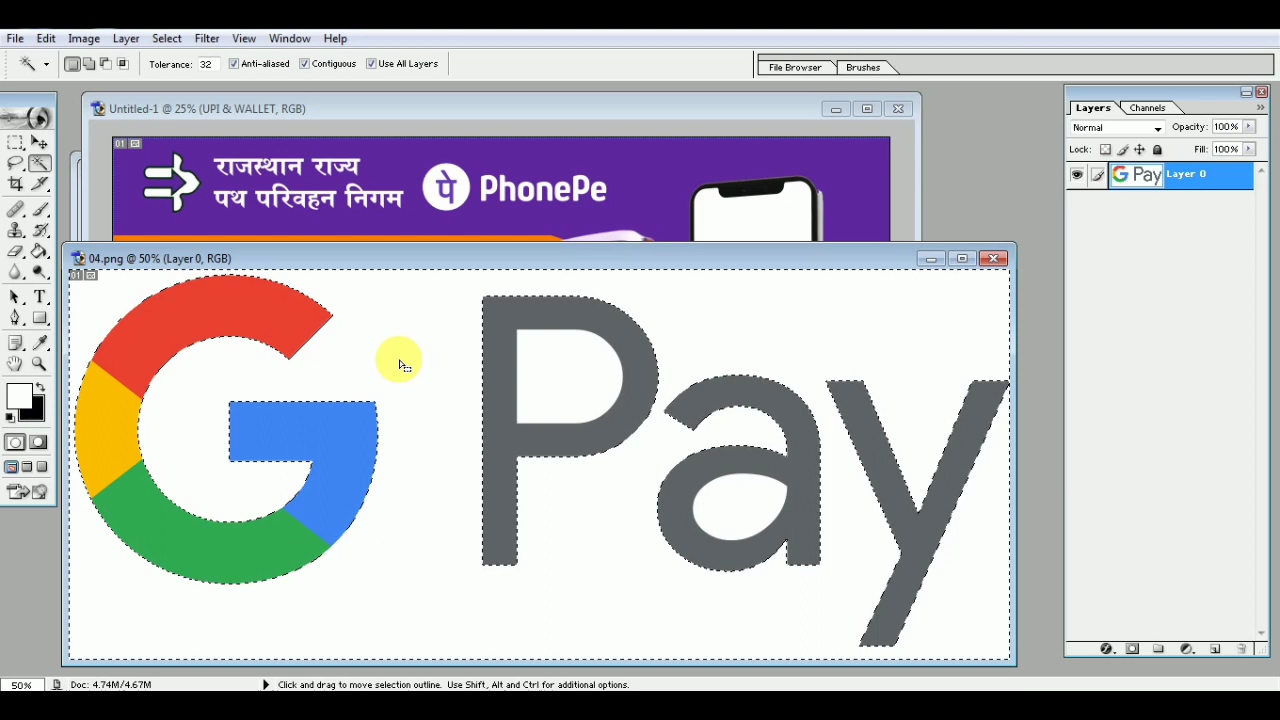 File Edit Image Layer Select Filter View Window Help
Tolerance: 32 Anti-aliased Contiguous Use All Layers
File Browser Brushes
Untitled-1 @ 25% (UPI & WALLET, RGB)
01
राजस्थान राज्य
पथ परिवहन निगम
पे PhonePe
04.png @ 50% (Layer 0, RGB)
01
G Pay
Layers Channels
Normal Opacity: 100%
Lock: Fill: 100%
G Pay Layer 0
50% Doc: 4.74M/4.67M Click and drag to move selection outline. Use Shift, Alt and Ctrl for additional options.